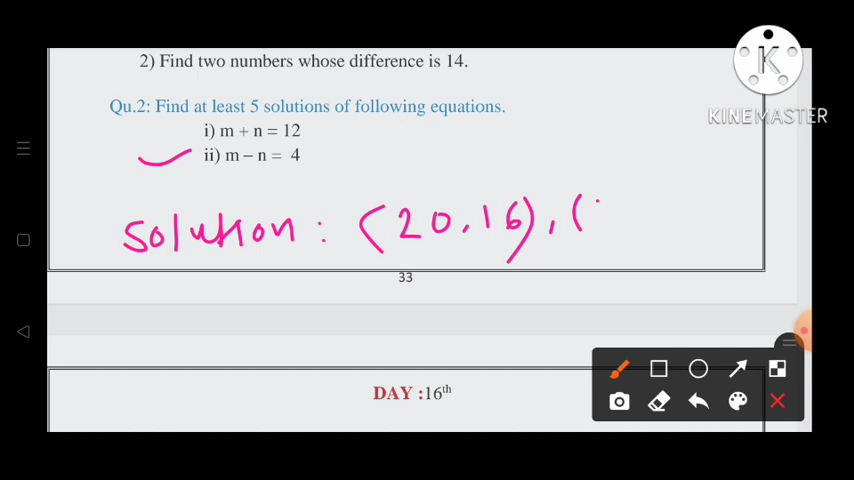 2) Find two numbers whose difference is 14.
KINEMASTER
Qu.2: Find at least 5 solutions of following equations.
i) m + n = 12
ii) m – n = 4
Solution: (20,16), (
33
DAY :16th